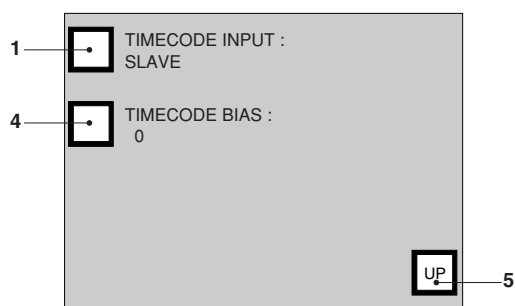 1
TIMECODE INPUT :
SLAVE
4
TIMECODE BIAS :
0
UP
5